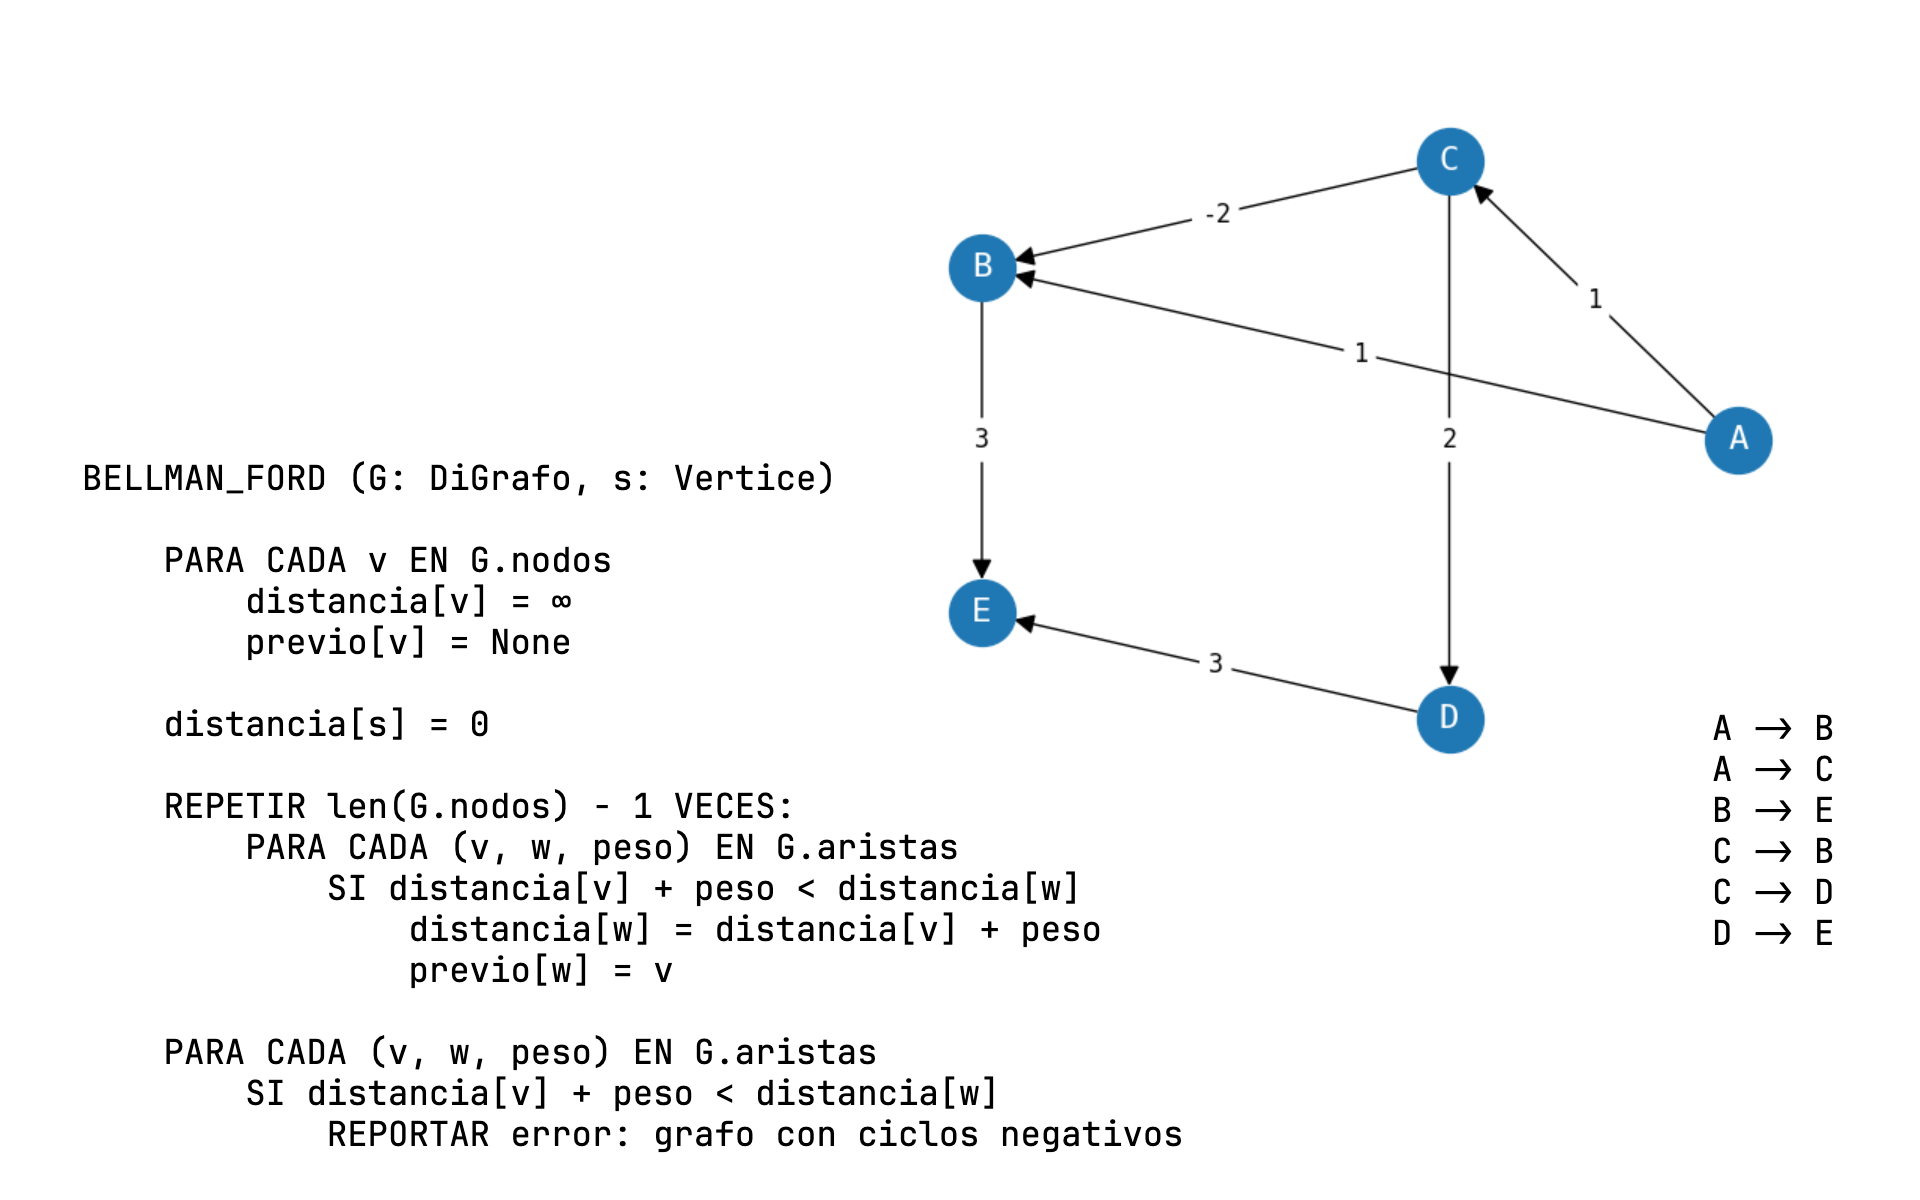 C
-2
B
1
1
A
3
2
BELLMAN_FORD (G: DiGrafo, s: Vertice)
PARA CADA v EN G.nodos
distancia[v] = ∞
previo[v] = None
E
3
D
distancia[s] = 0
REPETIR len(G.nodos) - 1 VECES:
PARA CADA (v, w, peso) EN G.aristas
SI distancia[v] + peso < distancia[w]
distancia[w] = distancia[v] + peso
previo[w] = v
PARA CADA (v, w, peso) EN G.aristas
SI distancia[v] + peso < distancia[w]
REPORTAR error: grafo con ciclos negativos
A → B
A → C
B → E
C → B
C → D
D → E